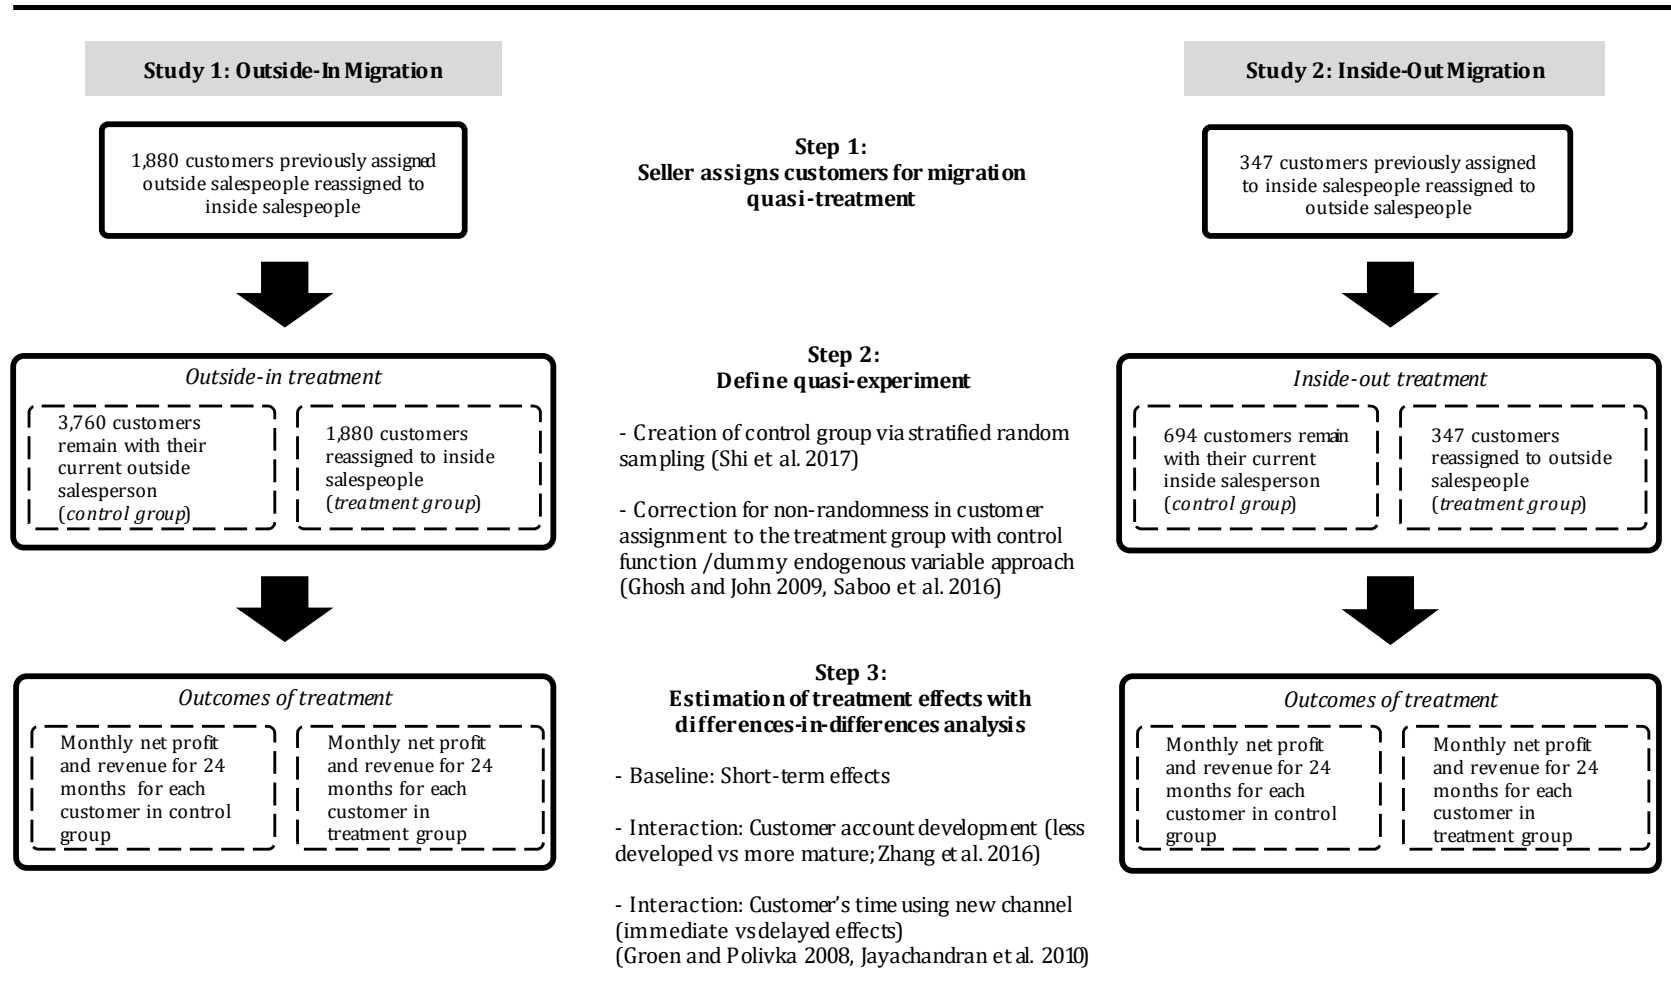 Study 1: Outside-In Migration
1,880 customers previously assigned
outside salespeople reassigned to
inside salespeople
Outside-in treatment
3,760 customers
remain with their
current outside
salesperson
(control group)
1,880 customers
reassigned to inside
salespeople
(treatment group)
Outcomes of treatment
Monthly net profit
and revenue for 24
months for each
customer in control
group
Monthly net profit
and revenue for 24
months for each
customer in
treatment group
Step 1:
Seller assigns customers for migration
quasi-treatment
Step 2:
Define quasi-experiment
- Creation of control group via stratified random
sampling (Shi et al. 2017)
- Correction for non-randomness in customer
assignment to the treatment group with control
function /dummy endogenous variable approach
(Ghosh and John 2009, Saboo et al. 2016)
Step 3:
Estimation of treatment effects with
differences-in-differences analysis
- Baseline: Short-term effects
- Interaction: Customer account development (less
developed vs more mature; Zhang et al. 2016)
- Interaction: Customer's time using new channel
(immediate vs delayed effects)
(Groen and Polivka 2008, Jayachandran et al. 2010)
Study 2: Inside-Out Migration
347 customers previously assigned
to inside salespeople reassigned to
outside salespeople
Inside-out treatment
694 customers remain
with their current
inside salesperson
(control group)
347 customers
reassigned to outside
salespeople
(treatment group)
Outcomes of treatment
Monthly net profit
and revenue for 24
months for each
customer in control
group
Monthly net profit
and revenue for 24
months for each
customer in
treatment group